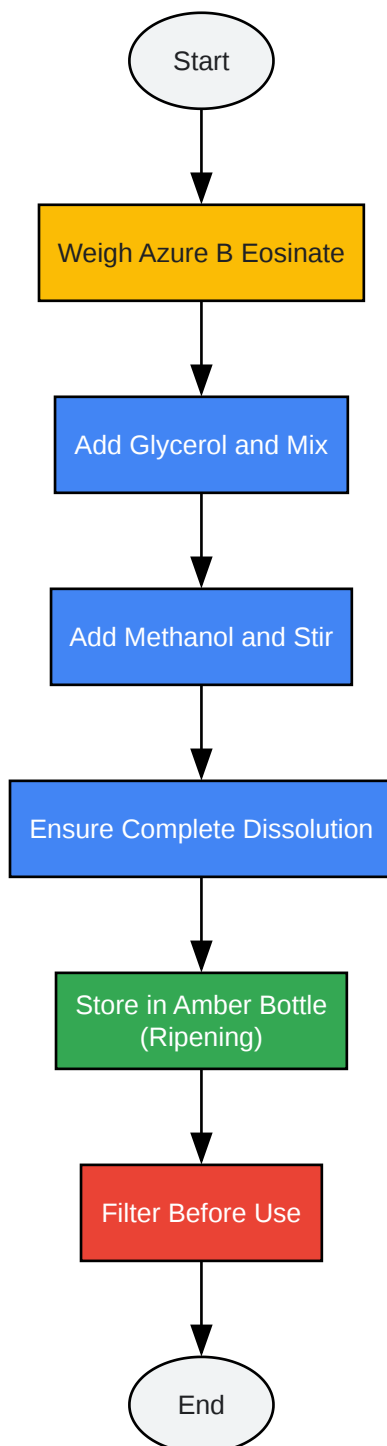 Start
Weigh Azure B Eosinate
Add Glycerol and Mix
Add Methanol and Stir
Ensure Complete Dissolution
Store in Amber Bottle
(Ripening)
Filter Before Use
End